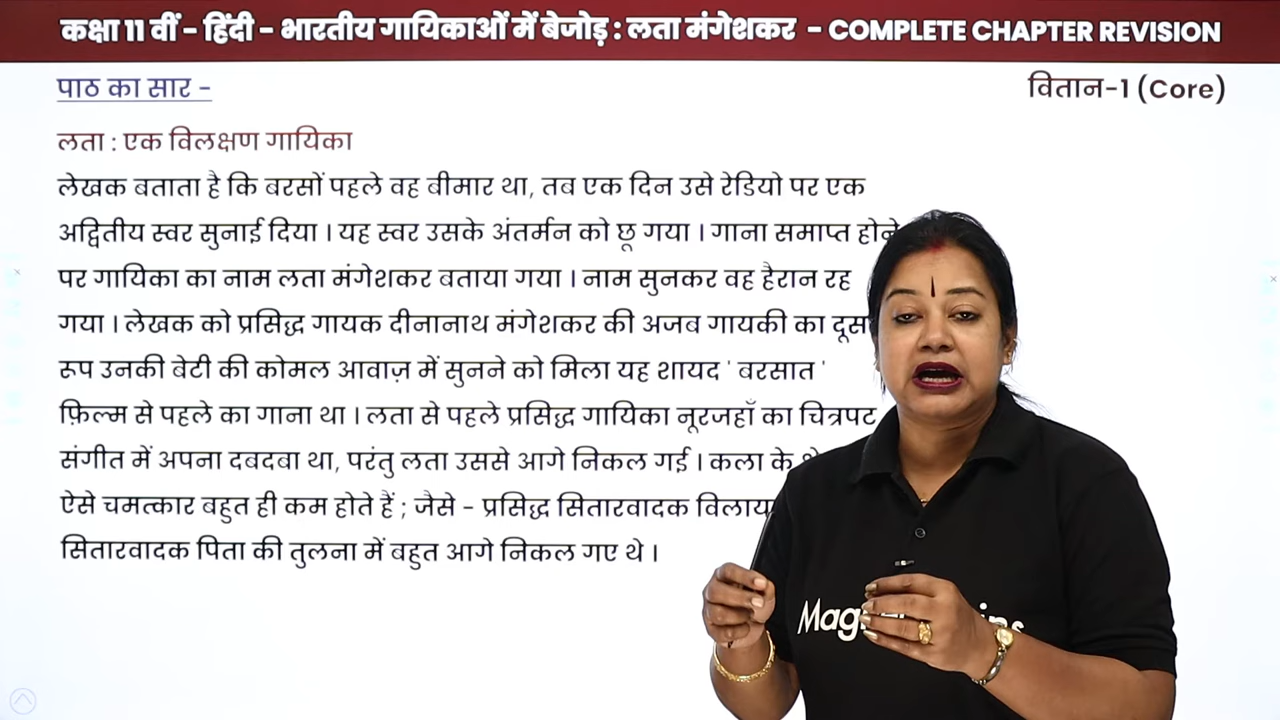 कक्षा 11 वीं - हिंदी - भारतीय गायिकाओं में बेजोड़ : लता मंगेशकर - COMPLETE CHAPTER REVISION
पाठ का सार -
वितान-1 (Core)
लता : एक विलक्षण गायिका
लेखक बताता है कि बरसों पहले वह बीमार था, तब एक दिन उसे रेडियो पर एक
अद्वितीय स्वर सुनाई दिया । यह स्वर उसके अंतर्मन को छू गया । गाना समाप्त होने
पर गायिका का नाम लता मंगेशकर बताया गया । नाम सुनकर वह हैरान रह
गया । लेखक को प्रसिद्ध गायक दीनानाथ मंगेशकर की अजब गायकी का
रूप उनकी बेटी की कोमल आवाज़ में सुनने को मिला यह शायद ' बरसात '
फ़िल्म से पहले का गाना था । लता से पहले प्रसिद्ध गायिका नूरजहाँ का चित्रपट
संगीत में अपना दबदबा था, परंतु लता उससे आगे निकल गई । कला के
ऐसे चमत्कार बहुत ही कम होते हैं ; जैसे - प्रसिद्ध सितारवादक
सितारवादक पिता की तुलना में बहुत आगे निकल गए थे ।